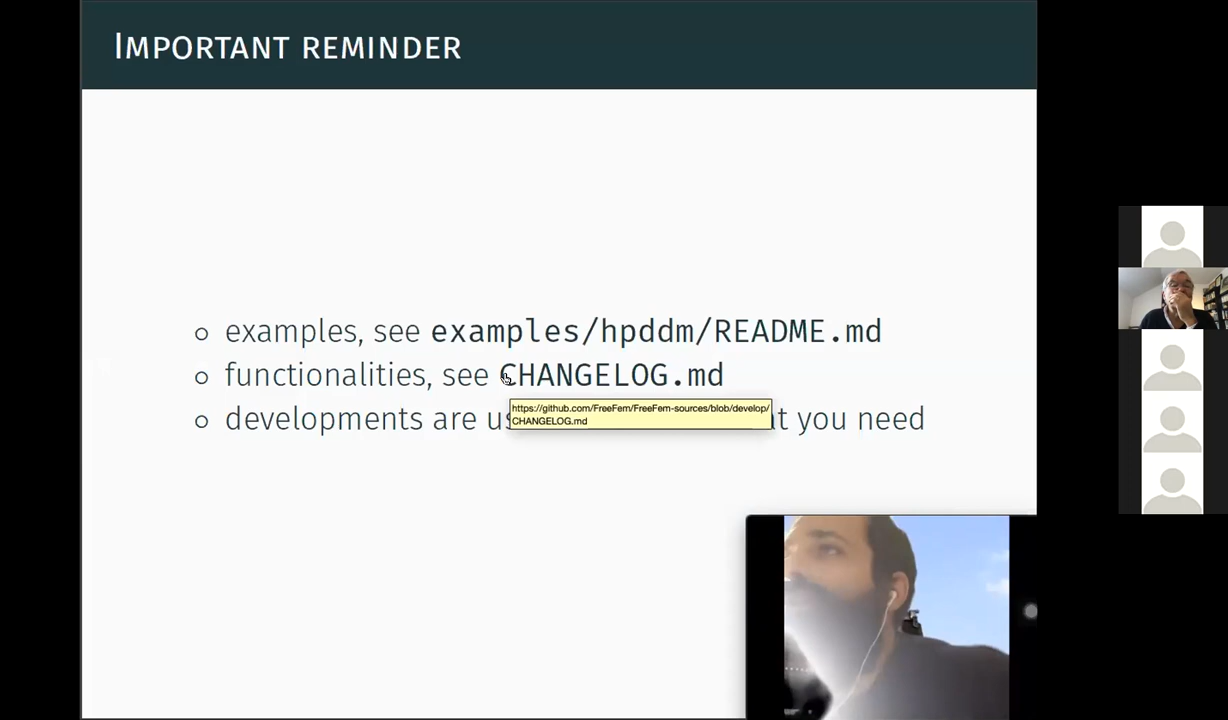 IMPORTANT REMINDER
examples, see examples/hpddm/README.md
functionalities, see CHANGELOG.md
https://github.com/FreeFem/FreeFem-sources/blob/develop/
CHANGELOG.md
developments are you need